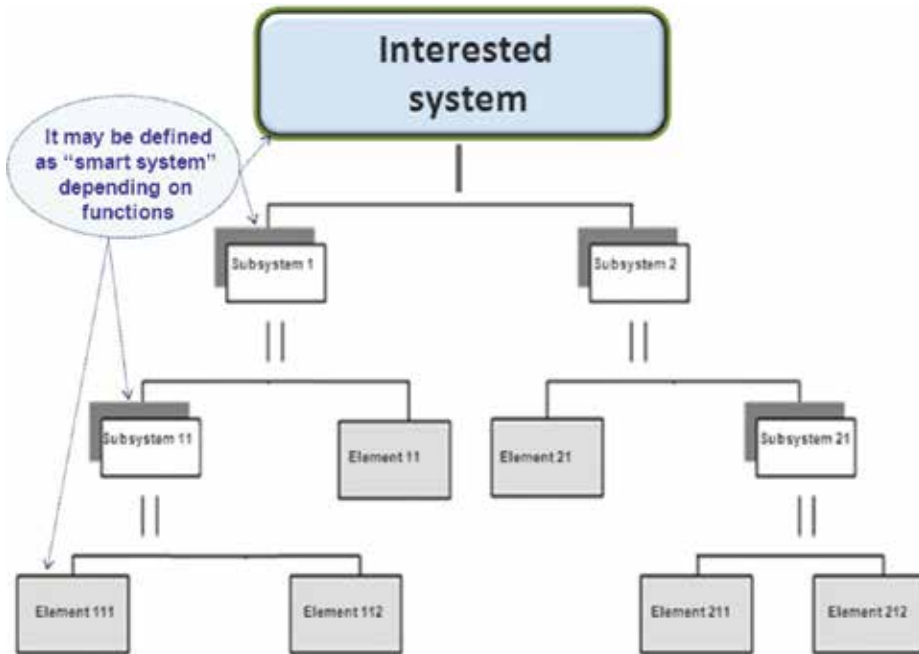 Interested
system
It may be defined
as “smart system”
depending on
functions
Subsystem 1
Subsystem 2
Subsystem 11
Element 11
Element 21
Subsystem 21
Element 111
Element 112
Element 211
Element 212